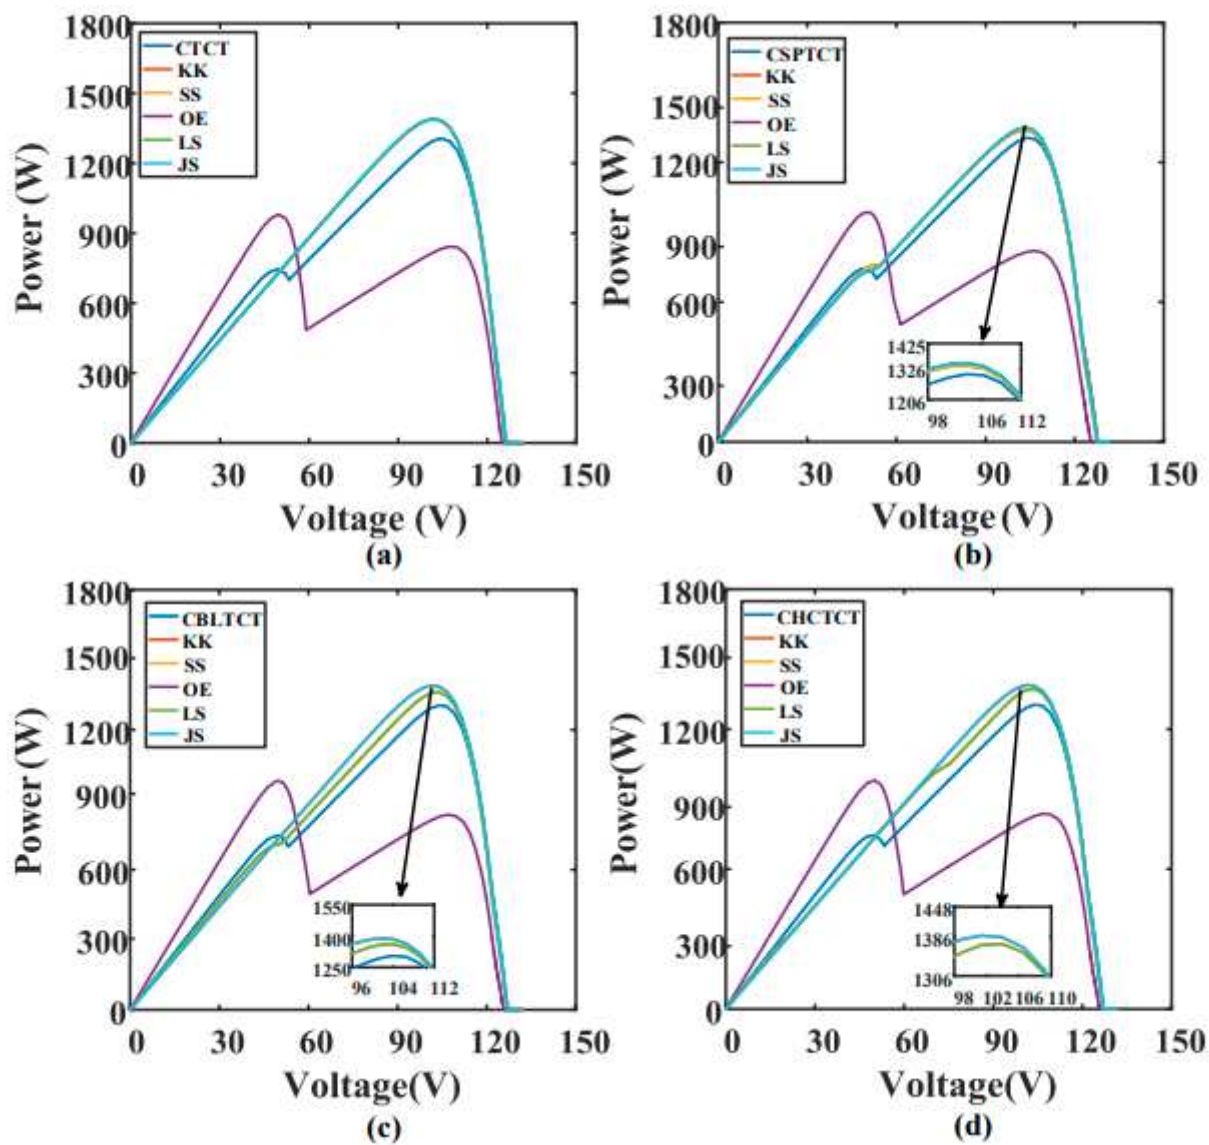 1800
1500
1200
900
600
300
0
CTCT
KK
SS
OE
LS
JS
Power (W)
0 30 60 90 120 150
Voltage (V)
(a)
1800
1500
1200
900
600
300
0
CSPTCT
KK
SS
OE
LS
JS
Power (W)
1425
1326
1206
98 106 112
0 30 60 90 120 150
Voltage (V)
(b)
1800
1500
1200
900
600
300
0
CBLTCT
KK
SS
OE
LS
JS
Power (W)
1550
1400
1250
96 104 112
0 30 60 90 120 150
Voltage(V)
(c)
1800
1500
1200
900
600
300
0
CHCTCT
KK
SS
OE
LS
JS
Power(W)
1448
1386
1306
98 102 106 110
0 30 60 90 120 150
Voltage(V)
(d)